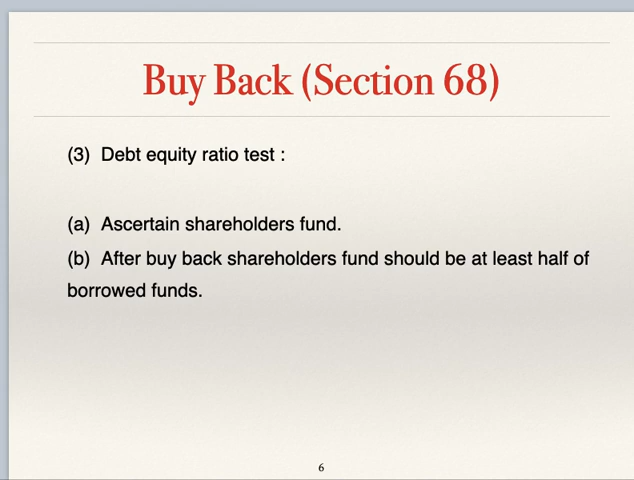 Buy Back (Section 68)
(3) Debt equity ratio test :
(a) Ascertain shareholders fund.
(b) After buy back shareholders fund should be at least half of
borrowed funds.
6